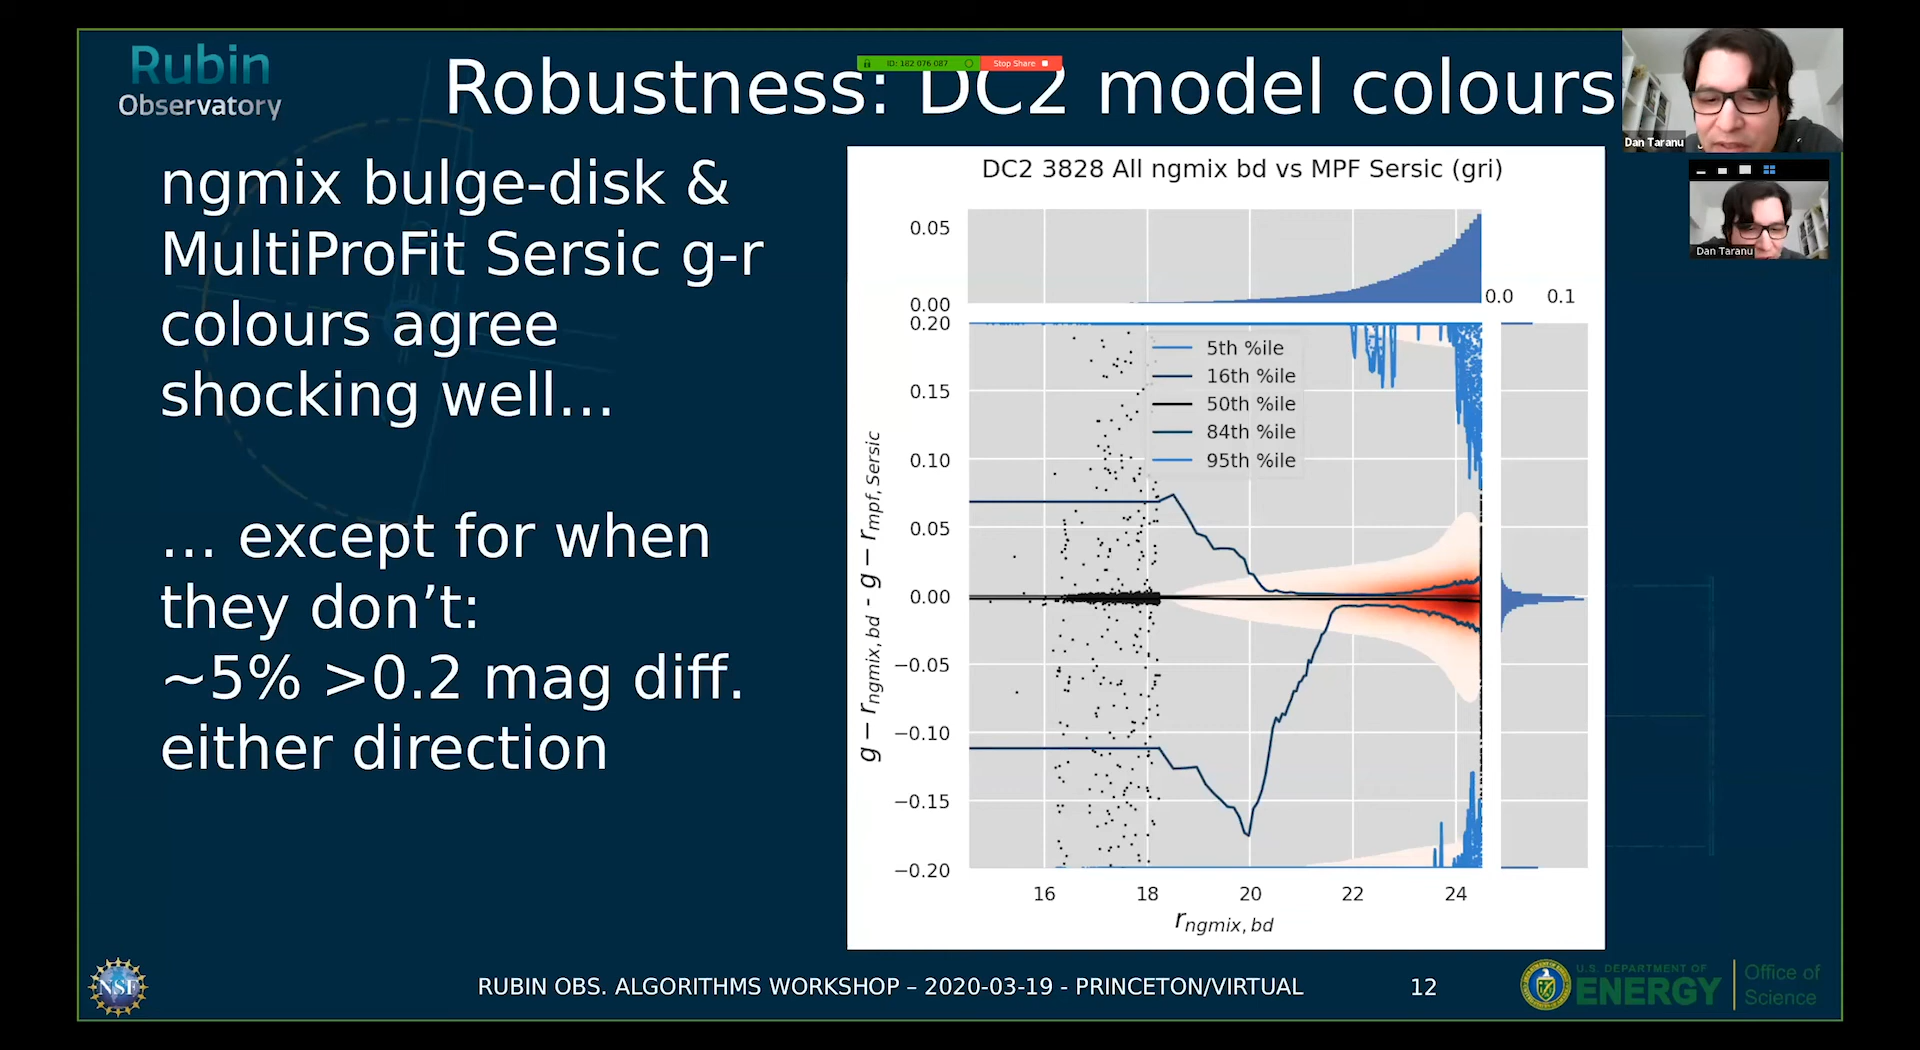 Rubin
Observatory
Robustness: DC2 model colours
ID: 182 076 087
Stop Share
Dan Taranu
Dan Taranu
ngmix bulge-disk &
MultiProFit Sersic g-r
colours agree
shocking well...
... except for when
they don't:
~5% >0.2 mag diff.
either direction
DC2 3828 All ngmix bd vs MPF Sersic (gri)
0.05
0.00
0.0 0.1
0.20
0.15
0.10
0.05
0.00
−0.05
−0.10
−0.15
−0.20
5th %ile
16th %ile
50th %ile
84th %ile
95th %ile
g − r_ngmix, bd - g − r_mpf, Sersic
16 18 20 22 24
r_ngmix, bd
NSF
RUBIN OBS. ALGORITHMS WORKSHOP – 2020-03-19 - PRINCETON/VIRTUAL
12
U.S. DEPARTMENT OF
ENERGY
Office of
Science